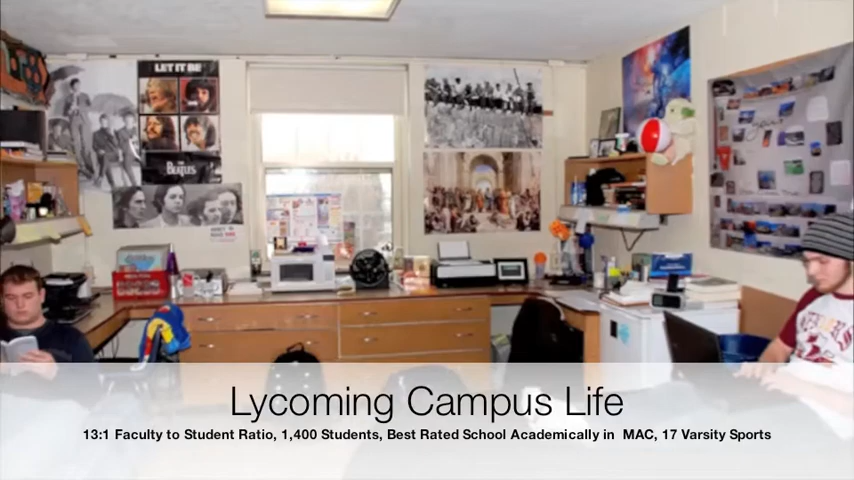 LET IT BE
THE
BEATLES
Lycoming Campus Life
13:1 Faculty to Student Ratio, 1,400 Students, Best Rated School Academically in MAC, 17 Varsity Sports